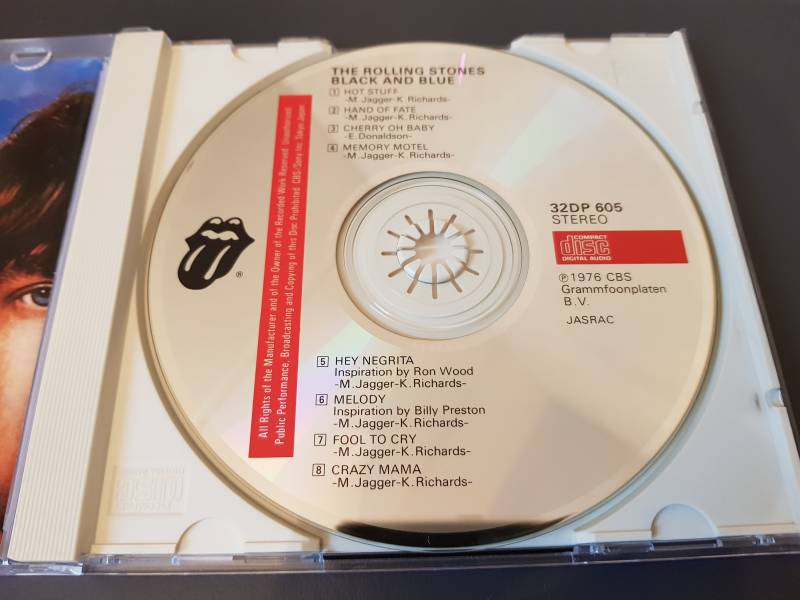 THE ROLLING STONES
BLACK AND BLUE
1 HOT STUFF
-M.Jagger-K.Richards-
2 HAND OF FATE
-M.Jagger-K.Richards-
3 CHERRY OH BABY
-E.Donaldson-
4 MEMORY MOTEL
-M.Jagger-K.Richards-
All Rights of the Manufacturer and of the Owner of the Recorded Work Reserved Unauthorised
Public Performance, Broadcasting and Copying of this Disc Prohibited CBS/Sony Inc. Tokyo Japan
®
32DP 605
STEREO
COMPACT
disc
DIGITAL AUDIO
℗1976 CBS
Grammfoonplaten
B.V.
JASRAC
5 HEY NEGRITA
Inspiration by Ron Wood
-M.Jagger-K.Richards-
6 MELODY
Inspiration by Billy Preston
-M.Jagger-K.Richards-
7 FOOL TO CRY
-M.Jagger-K.Richards-
8 CRAZY MAMA
-M.Jagger-K.Richards-